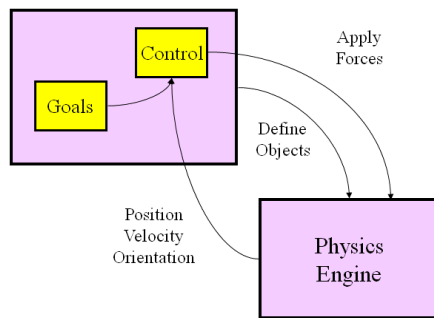 Control
Goals
Apply
Forces
Define
Objects
Position
Velocity
Orientation
Physics
Engine